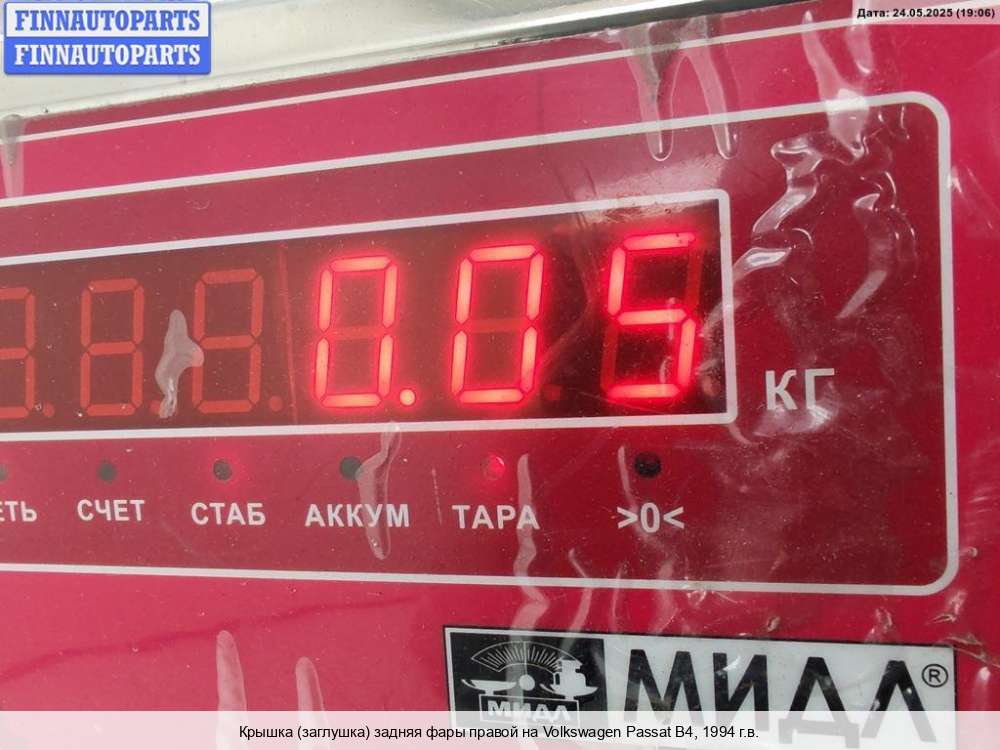 FINNAUTOPARTS
FINNAUTOPARTS
Дата: 24.05.2025 (19:06)
0.05
КГ
СЧЕТ
СТАБ
АККУМ
ТАРА
>0<
МИДЛ
МИДЛ®
Крышка (заглушка) задняя фары правой на Volkswagen Passat B4, 1994 г.в.